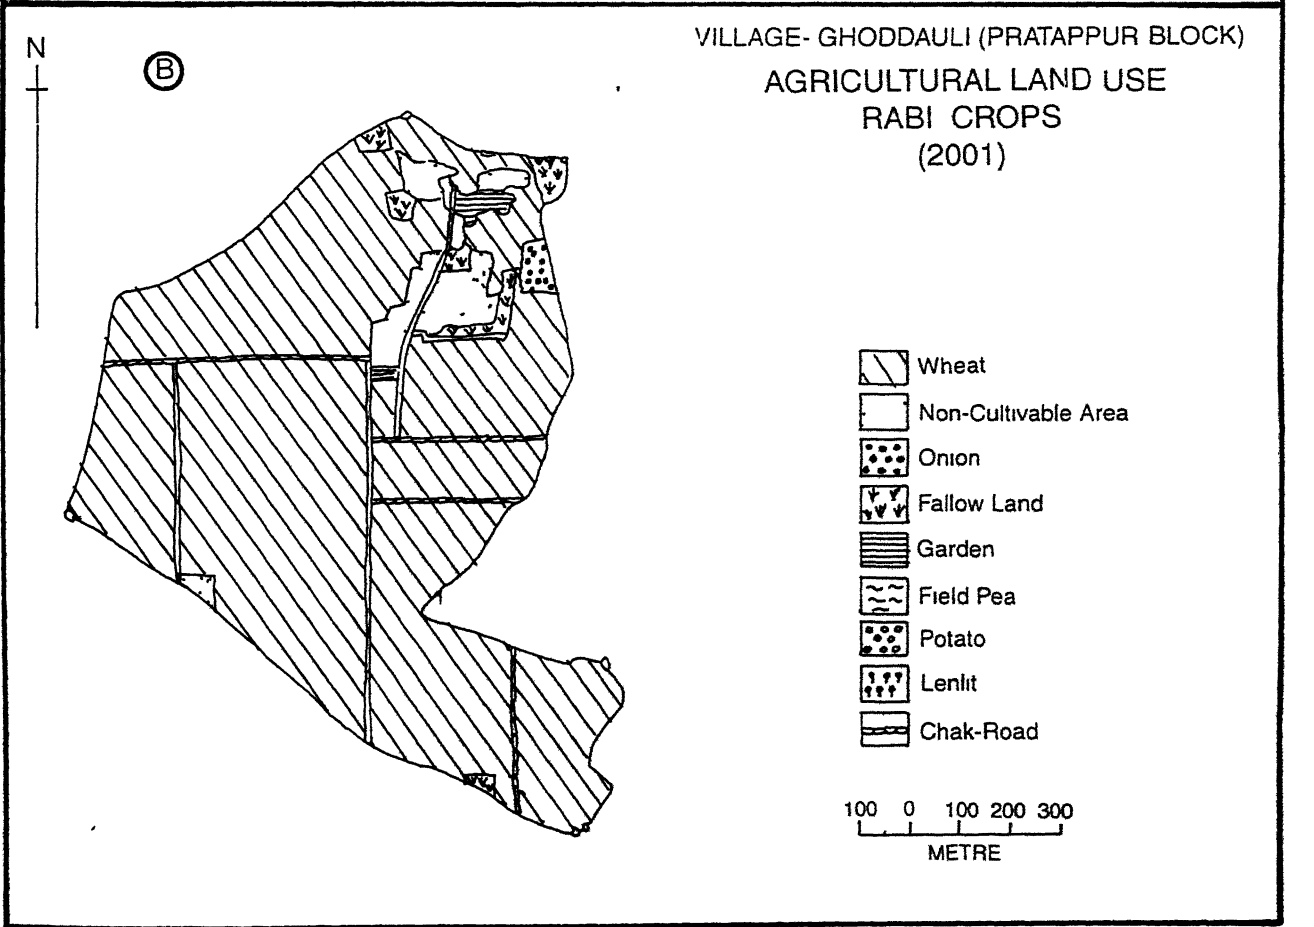 N
B
VILLAGE- GHODDAULI (PRATAPPUR BLOCK)
AGRICULTURAL LAND USE
RABI CROPS
(2001)
Wheat
Non-Cultivable Area
Onion
Fallow Land
Garden
Field Pea
Potato
Lenlit
Chak-Road
100 0 100 200 300
METRE